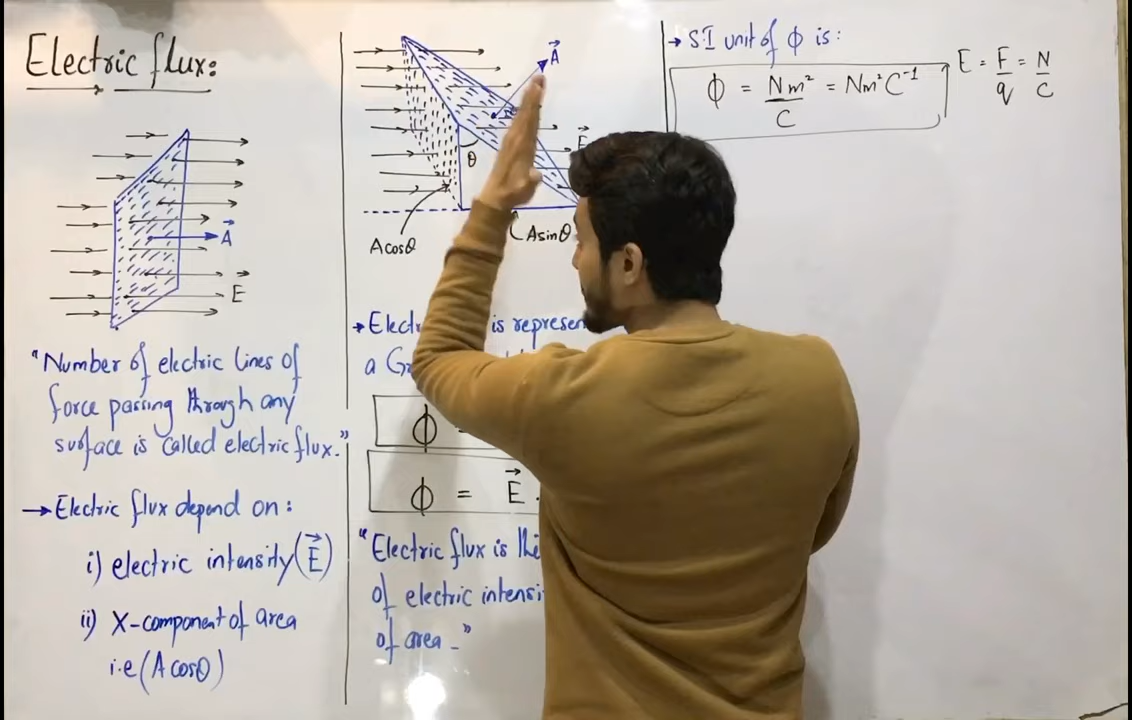 Electric flux:
A
E
"Number of electric lines of
force passing through any
surface is called electric flux."
→ Electric flux depend on:
i) electric intensity (E)
ii) X-component of area
i.e (A cosθ)
A
θ
E
A cosθ
A sinθ
→ is represen
a
ϕ
ϕ = E .
"Electric flux is the
of electric intensi
of area."
→ SI unit of ϕ is:
ϕ = Nm²/C = Nm²C⁻¹
E = F/q = N/C